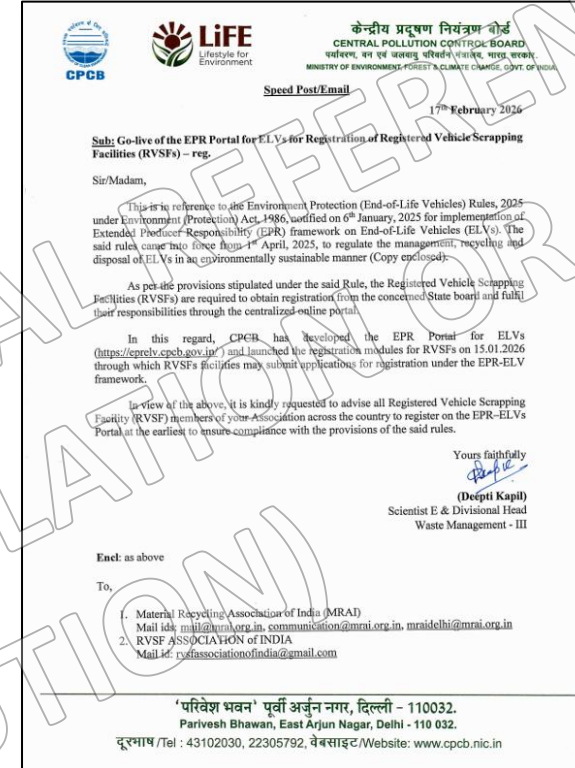 केन्द्रीय प्रदूषण नियंत्रण बोर्ड
CENTRAL POLLUTION CONTROL BOARD
पर्यावरण, वन एवं जलवायु परिवर्तन मंत्रालय, भारत सरकार.
MINISTRY OF ENVIRONMENT, FOREST & CLIMATE CHANGE, GOVT. OF INDIA
CPCB
LiFE
Lifestyle for
Environment
Speed Post/Email
17th February 2026
Sub: Go-live of the EPR Portal for ELVs for Registration of Registered Vehicle Scrapping
Facilities (RVSFs) – reg.
Sir/Madam,
This is in reference to the Environment Protection (End-of-Life Vehicles) Rules, 2025
under Environment (Protection) Act, 1986, notified on 6th January, 2025 for implementation of
Extended Producer Responsibility (EPR) framework on End-of-Life Vehicles (ELVs). The
said rules came into force from 1st April, 2025, to regulate the management, recycling and
disposal of ELVs in an environmentally sustainable manner (Copy enclosed).
As per the provisions stipulated under the said Rule, the Registered Vehicle Scrapping
Facilities (RVSFs) are required to obtain registration from the concerned State board and fulfil
their responsibilities through the centralized online portal.
In this regard, CPCB has developed the EPR Portal for ELVs
(https://eprelv.cpcb.gov.in/ ) and launched the registration modules for RVSFs on 15.01.2026
through which RVSFs facilities may submit applications for registration under the EPR-ELV
framework.
In view of the above, it is kindly requested to advise all Registered Vehicle Scrapping
Facility (RVSF) members of your Association across the country to register on the EPR–ELVs
Portal at the earliest to ensure compliance with the provisions of the said rules.
Yours faithfully
(Deepti Kapil)
Scientist E & Divisional Head
Waste Management - III
Encl: as above
To,
1. Material Recycling Association of India (MRAI)
Mail ids: mail@mrai.org.in, communication@mrai.org.in, mraidelhi@mrai.org.in
2. RVSF ASSOCIATION of INDIA
Mail id: rvsfassociationofindia@gmail.com
'परिवेश भवन' पूर्वी अर्जुन नगर, दिल्ली - 110032.
Parivesh Bhawan, East Arjun Nagar, Delhi - 110 032.
दूरभाष/Tel : 43102030, 22305792, वेबसाइट/Website: www.cpcb.nic.in